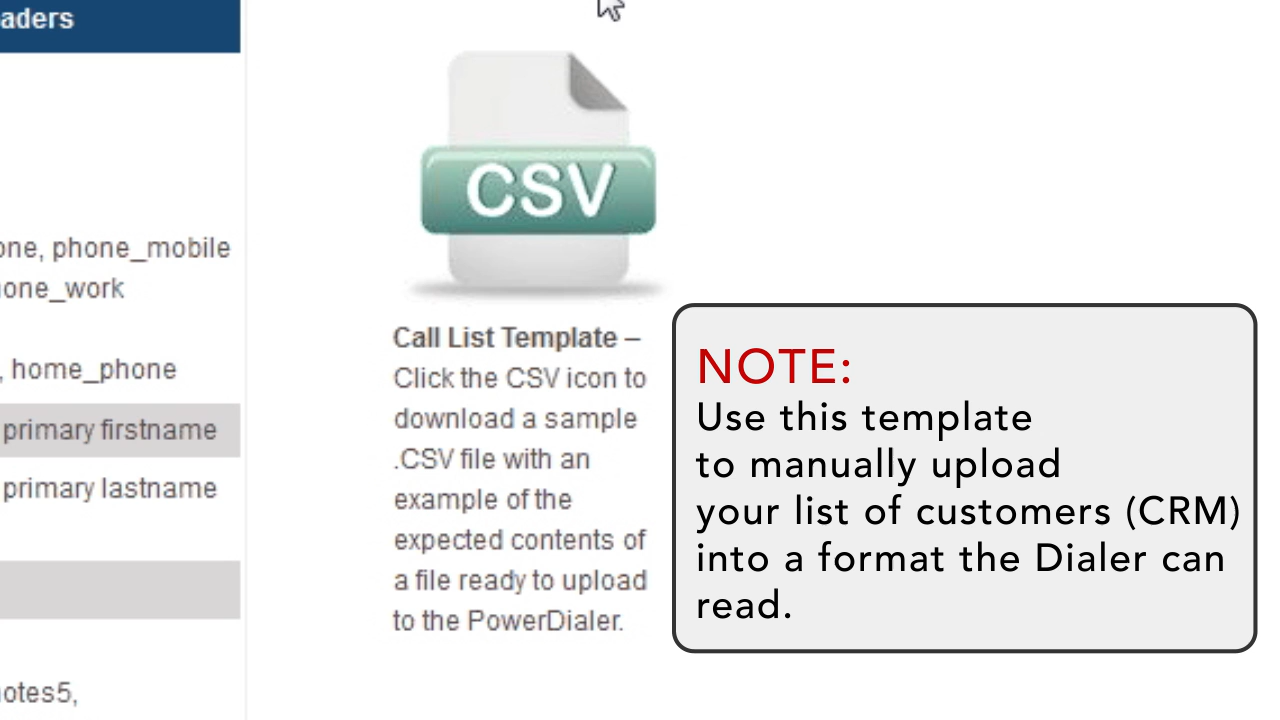 aders
one, phone_mobile
one_work
, home_phone
primary firstname
primary lastname
otes5,
CSV
Call List Template –
Click the CSV icon to
download a sample
.CSV file with an
example of the
expected contents of
a file ready to upload
to the PowerDialer.
NOTE:
Use this template
to manually upload
your list of customers (CRM)
into a format the Dialer can
read.